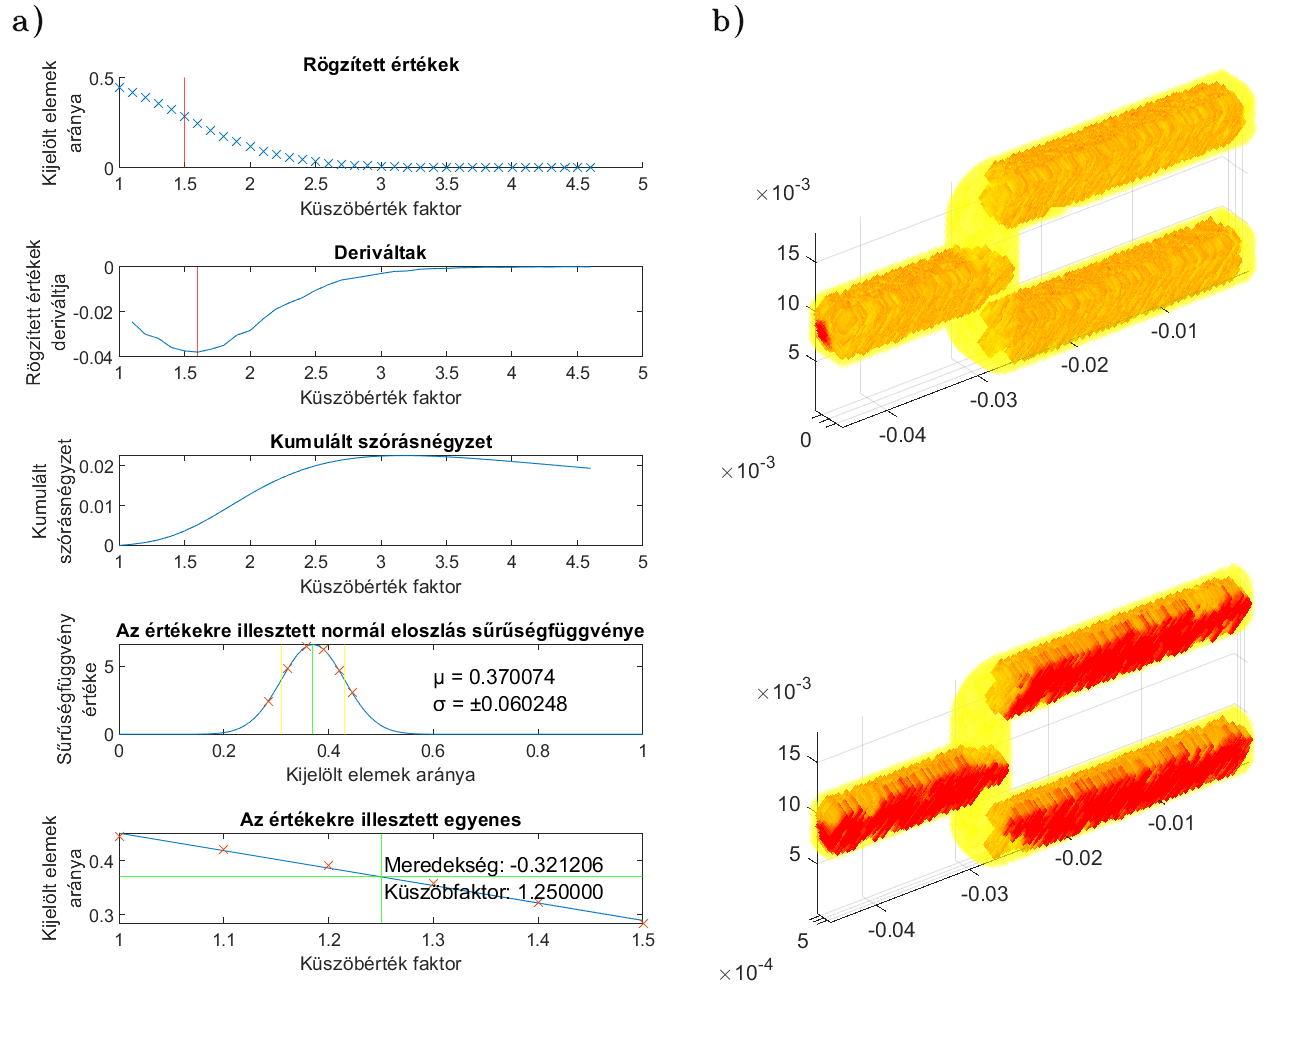 a)
Rögzített értékek
Kijelölt elemek
aránya
0.5
0
1 1.5 2 2.5 3 3.5 4 4.5 5
Küszöbérték faktor
Deriváltak
Rögzített értékek
deriváltja
0
-0.02
-0.04
1 1.5 2 2.5 3 3.5 4 4.5 5
Küszöbérték faktor
Kumulált szórásnégyzet
Kumulált
szórásnégyzet
0.02
0.01
0
1 1.5 2 2.5 3 3.5 4 4.5 5
Küszöbérték faktor
Az értékekre illesztett normál eloszlás sűrűségfüggvénye
Sűrűségfüggvény
értéke
5
0
μ = 0.370074
σ = ±0.060248
0 0.2 0.4 0.6 0.8 1
Kijelölt elemek aránya
Az értékekre illesztett egyenes
Kijelölt elemek
aránya
0.4
0.3
Meredekség: -0.321206
Küszöbfaktor: 1.250000
1 1.1 1.2 1.3 1.4 1.5
Küszöbérték faktor
b)
×10-3
15
10
5
0
-0.04
-0.03
-0.02
-0.01
×10-3
×10-3
15
10
5
5
-0.04
-0.03
-0.02
-0.01
×10-4